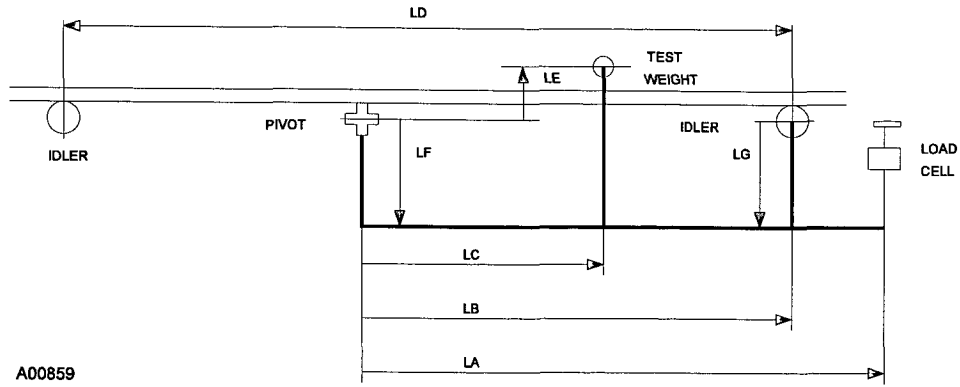 LD
TEST
WEIGHT
LE
PIVOT
IDLER
IDLER
LF
LG
LOAD
CELL
LC
LB
LA
A00859